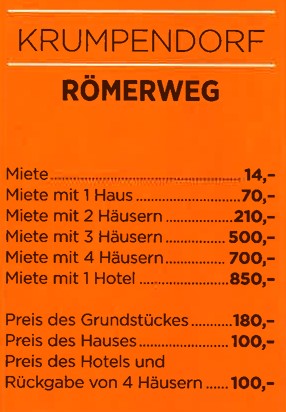 KRUMPENDORF
RÖMERWEG
Miete..............................14,–
Miete mit 1 Haus..............70,–
Miete mit 2 Häusern..............210,–
Miete mit 3 Häusern............500,–
Miete mit 4 Häusern...........700,–
Miete mit 1 Hotel................850,–
Preis des Grundstückes..........180,–
Preis des Hauses..............100,–
Preis des Hotels und
Rückgabe von 4 Häusern......100,–